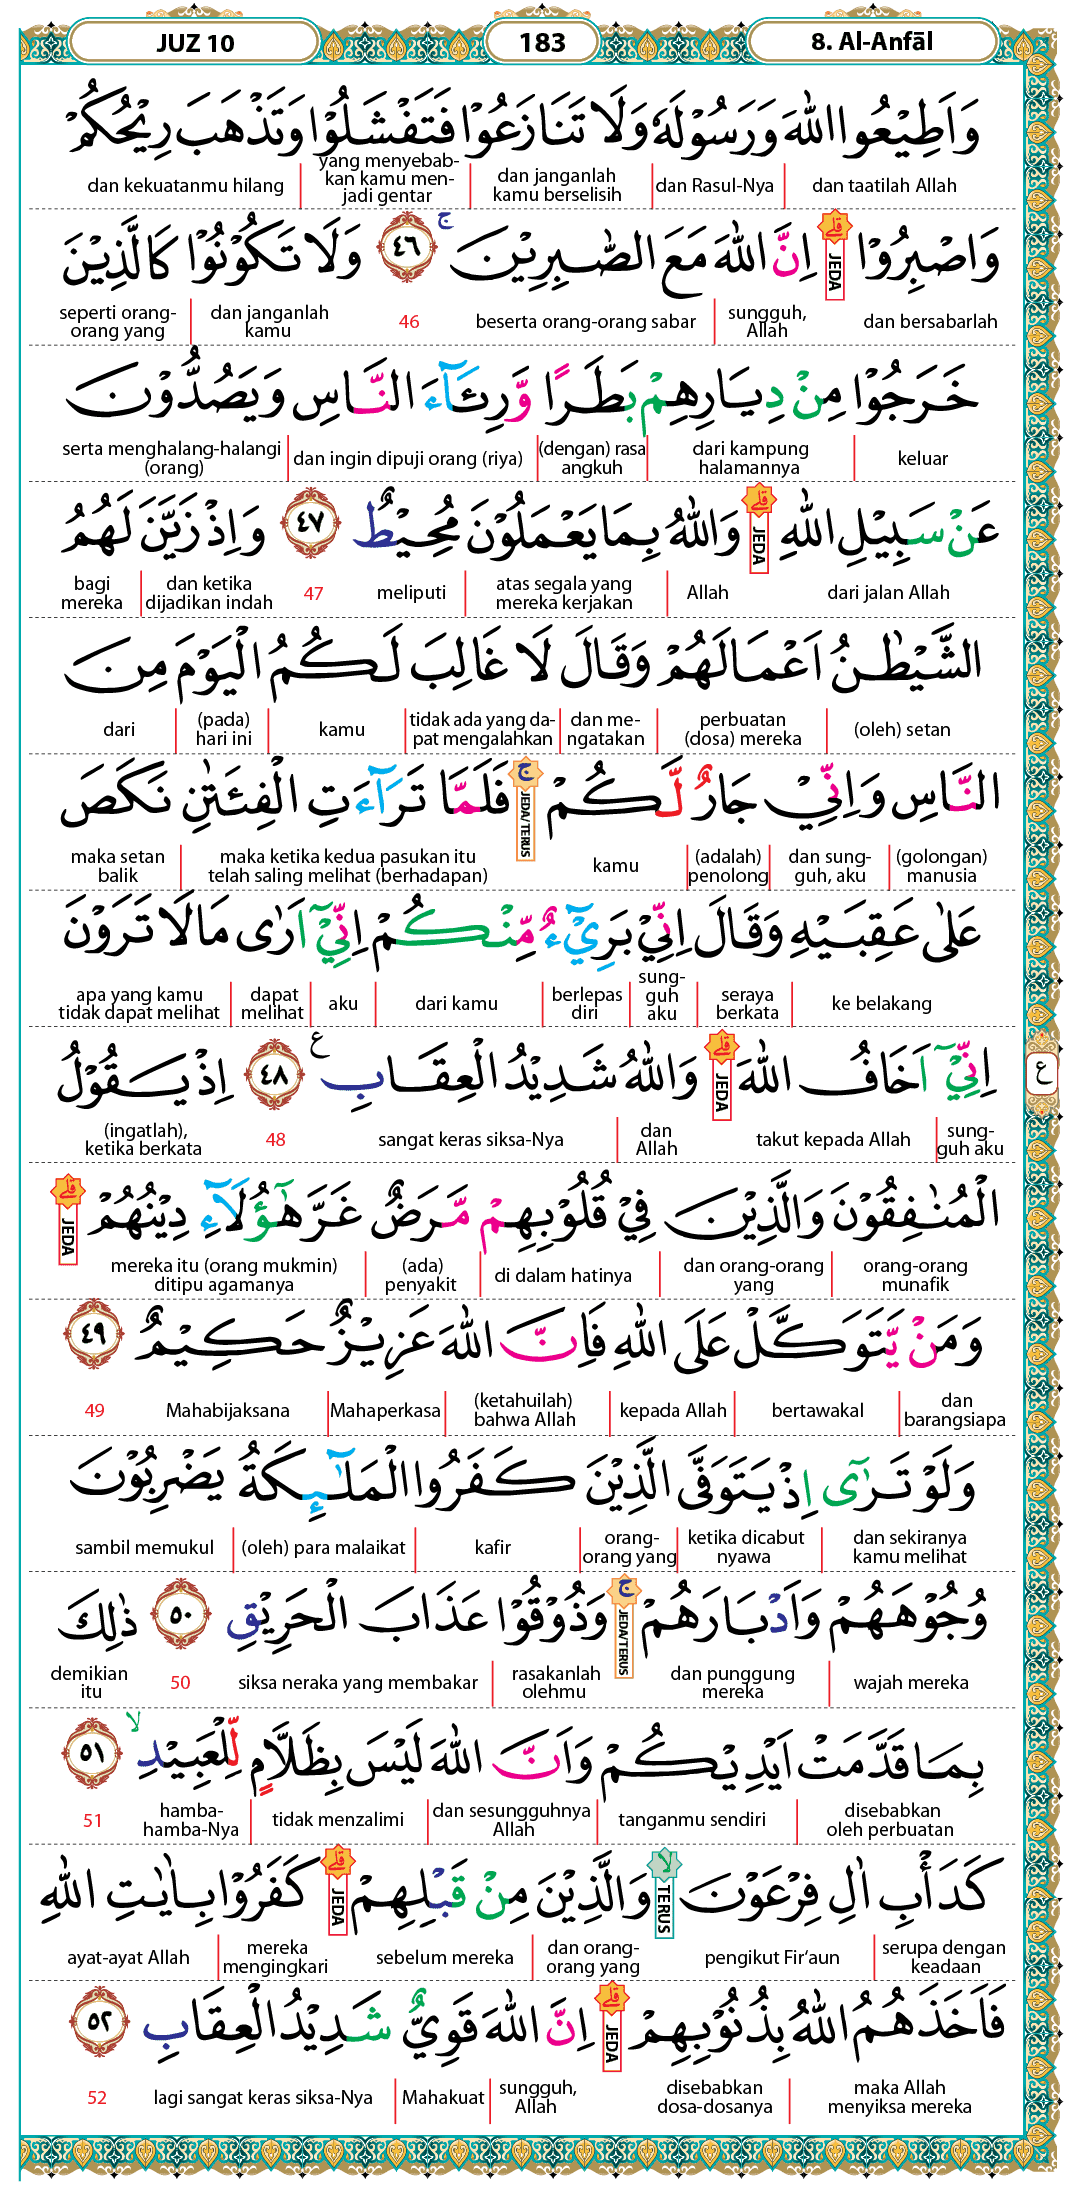 JUZ 10
183
8. Al-Anfāl
وَاَطِيْعُوا اللّٰهَ وَرَسُوْلَهٗ وَلَا تَنَازَعُوْا فَتَفْشَلُوْا وَتَذْهَبَ رِيْحُكُمْ
dan taatilah Allah | dan Rasul-Nya | dan janganlah kamu berselisih | yang menyebab-kan kamu men-jadi gentar | dan kekuatanmu hilang
وَاصْبِرُوْا ۗ JEDA اِنَّ اللّٰهَ مَعَ الصّٰبِرِيْنَ ۚ ٤٦ وَلَا تَكُوْنُوْا كَالَّذِيْنَ
dan bersabarlah | sungguh, Allah | beserta orang-orang sabar 46 dan janganlah kamu | seperti orang-orang yang
خَرَجُوْا مِنْ دِيَارِهِمْ بَطَرًا وَّرِئَاۤءَ النَّاسِ وَيَصُدُّوْنَ
keluar | dari kampung halamannya | (dengan) rasa angkuh | dan ingin dipuji orang (riya) | serta menghalang-halangi (orang)
عَنْ سَبِيْلِ اللّٰهِ ۗ JEDA وَاللّٰهُ بِمَا يَعْمَلُوْنَ مُحِيْطٌ ٤٧ وَاِذْ زَيَّنَ لَهُمُ
dari jalan Allah | Allah | atas segala yang mereka kerjakan | meliputi 47 dan ketika dijadikan indah | bagi mereka
الشَّيْطٰنُ اَعْمَالَهُمْ وَقَالَ لَا غَالِبَ لَكُمُ الْيَوْمَ مِنَ
(oleh) setan | perbuatan (dosa) mereka | dan me-ngatakan | tidak ada yang da-pat mengalahkan | kamu | (pada) hari ini | dari
النَّاسِ وَاِنِّيْ جَارٌ لَّكُمْ ۚ JEDA/TERUS فَلَمَّا تَرَاۤءَتِ الْفِئَتٰنِ نَكَصَ
(golongan) manusia | dan sung-guh, aku | (adalah) penolong | kamu | maka ketika kedua pasukan itu telah saling melihat (berhadapan) | maka setan balik
عَلٰى عَقِبَيْهِ وَقَالَ اِنِّيْ بَرِيْۤءٌ مِّنْكُمْ اِنِّيْٓ اَرٰى مَا لَا تَرَوْنَ
ke belakang | seraya berkata | sung-guh aku | berlepas diri | dari kamu | aku | dapat melihat | apa yang kamu tidak dapat melihat
اِنِّيْٓ اَخَافُ اللّٰهَ ۗ JEDA وَاللّٰهُ شَدِيْدُ الْعِقَابِ ࣖ ٤٨ اِذْ يَقُوْلُ
ع
sung-guh aku | takut kepada Allah | dan Allah | sangat keras siksa-Nya 48 (ingatlah), ketika berkata
الْمُنٰفِقُوْنَ وَالَّذِيْنَ فِيْ قُلُوْبِهِمْ مَّرَضٌ غَرَّ هٰٓؤُلَاۤءِ دِيْنُهُمْ ۗ JEDA
orang-orang munafik | dan orang-orang yang | di dalam hatinya | (ada) penyakit | mereka itu (orang mukmin) ditipu agamanya
وَمَنْ يَّتَوَكَّلْ عَلَى اللّٰهِ فَاِنَّ اللّٰهَ عَزِيْزٌ حَكِيْمٌ ٤٩
dan barangsiapa | bertawakal | kepada Allah | (ketahuilah) bahwa Allah | Mahaperkasa | Mahabijaksana 49
وَلَوْ تَرٰٓى اِذْ يَتَوَفَّى الَّذِيْنَ كَفَرُوا الْمَلٰۤىِٕكَةُ يَضْرِبُوْنَ
dan sekiranya kamu melihat | ketika dicabut nyawa | orang-orang yang | kafir | (oleh) para malaikat | sambil memukul
وُجُوْهَهُمْ وَاَدْبَارَهُمْ ۚ JEDA/TERUS وَذُوْقُوْا عَذَابَ الْحَرِيْقِ ٥٠ ذٰلِكَ
wajah mereka | dan punggung mereka | rasakanlah olehmu | siksa neraka yang membakar 50 demikian itu
بِمَا قَدَّمَتْ اَيْدِيْكُمْ وَاَنَّ اللّٰهَ لَيْسَ بِظَلَّامٍ لِّلْعَبِيْدِ ۙ ٥١
disebabkan oleh perbuatan | tanganmu sendiri | dan sesungguhnya Allah | tidak menzalimi | hamba-hamba-Nya 51
كَدَأْبِ اٰلِ فِرْعَوْنَ ۙ TERUS وَالَّذِيْنَ مِنْ قَبْلِهِمْ ۗ JEDA كَفَرُوْا بِاٰيٰتِ اللّٰهِ
serupa dengan keadaan | pengikut Fir‘aun | dan orang-orang yang | sebelum mereka | mereka mengingkari | ayat-ayat Allah
فَاَخَذَهُمُ اللّٰهُ بِذُنُوْبِهِمْ ۗ JEDA اِنَّ اللّٰهَ قَوِيٌّ شَدِيْدُ الْعِقَابِ ٥٢
maka Allah menyiksa mereka | disebabkan dosa-dosanya | sungguh, Allah | Mahakuat | lagi sangat keras siksa-Nya 52